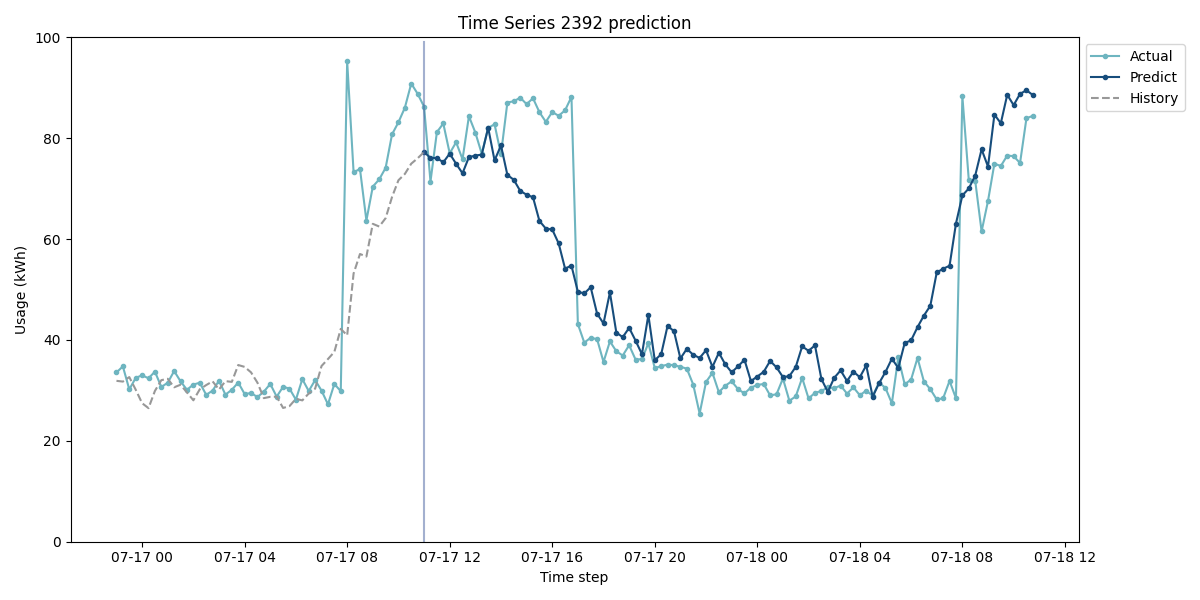 Time Series 2392 prediction
Usage (kWh)
100
80
60
40
20
0
07-17 00 07-17 04 07-17 08 07-17 12 07-17 16 07-17 20 07-18 00 07-18 04 07-18 08 07-18 12
Time step
Actual
Predict
History